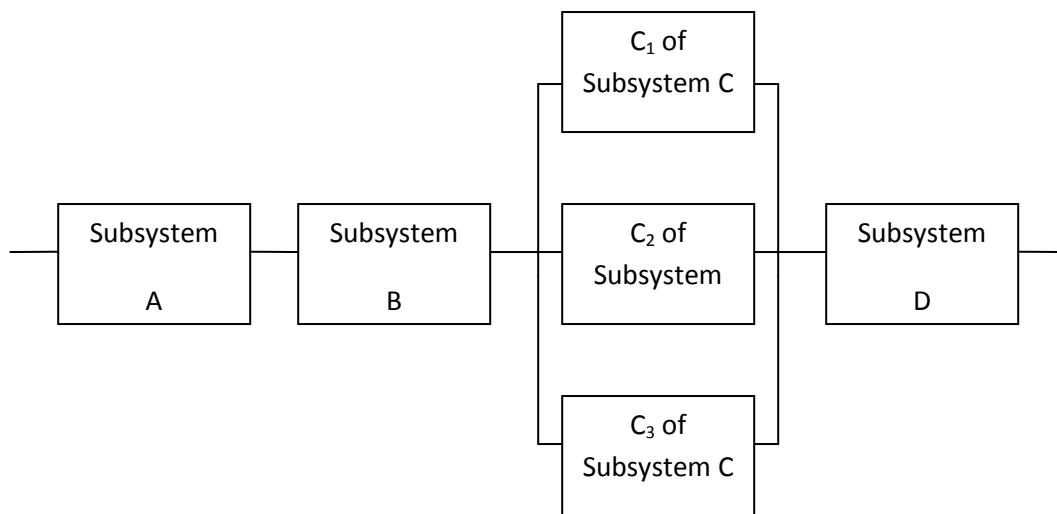 C₁ of
Subsystem C
Subsystem
A
Subsystem
B
C₂ of
Subsystem
Subsystem
D
C₃ of
Subsystem C